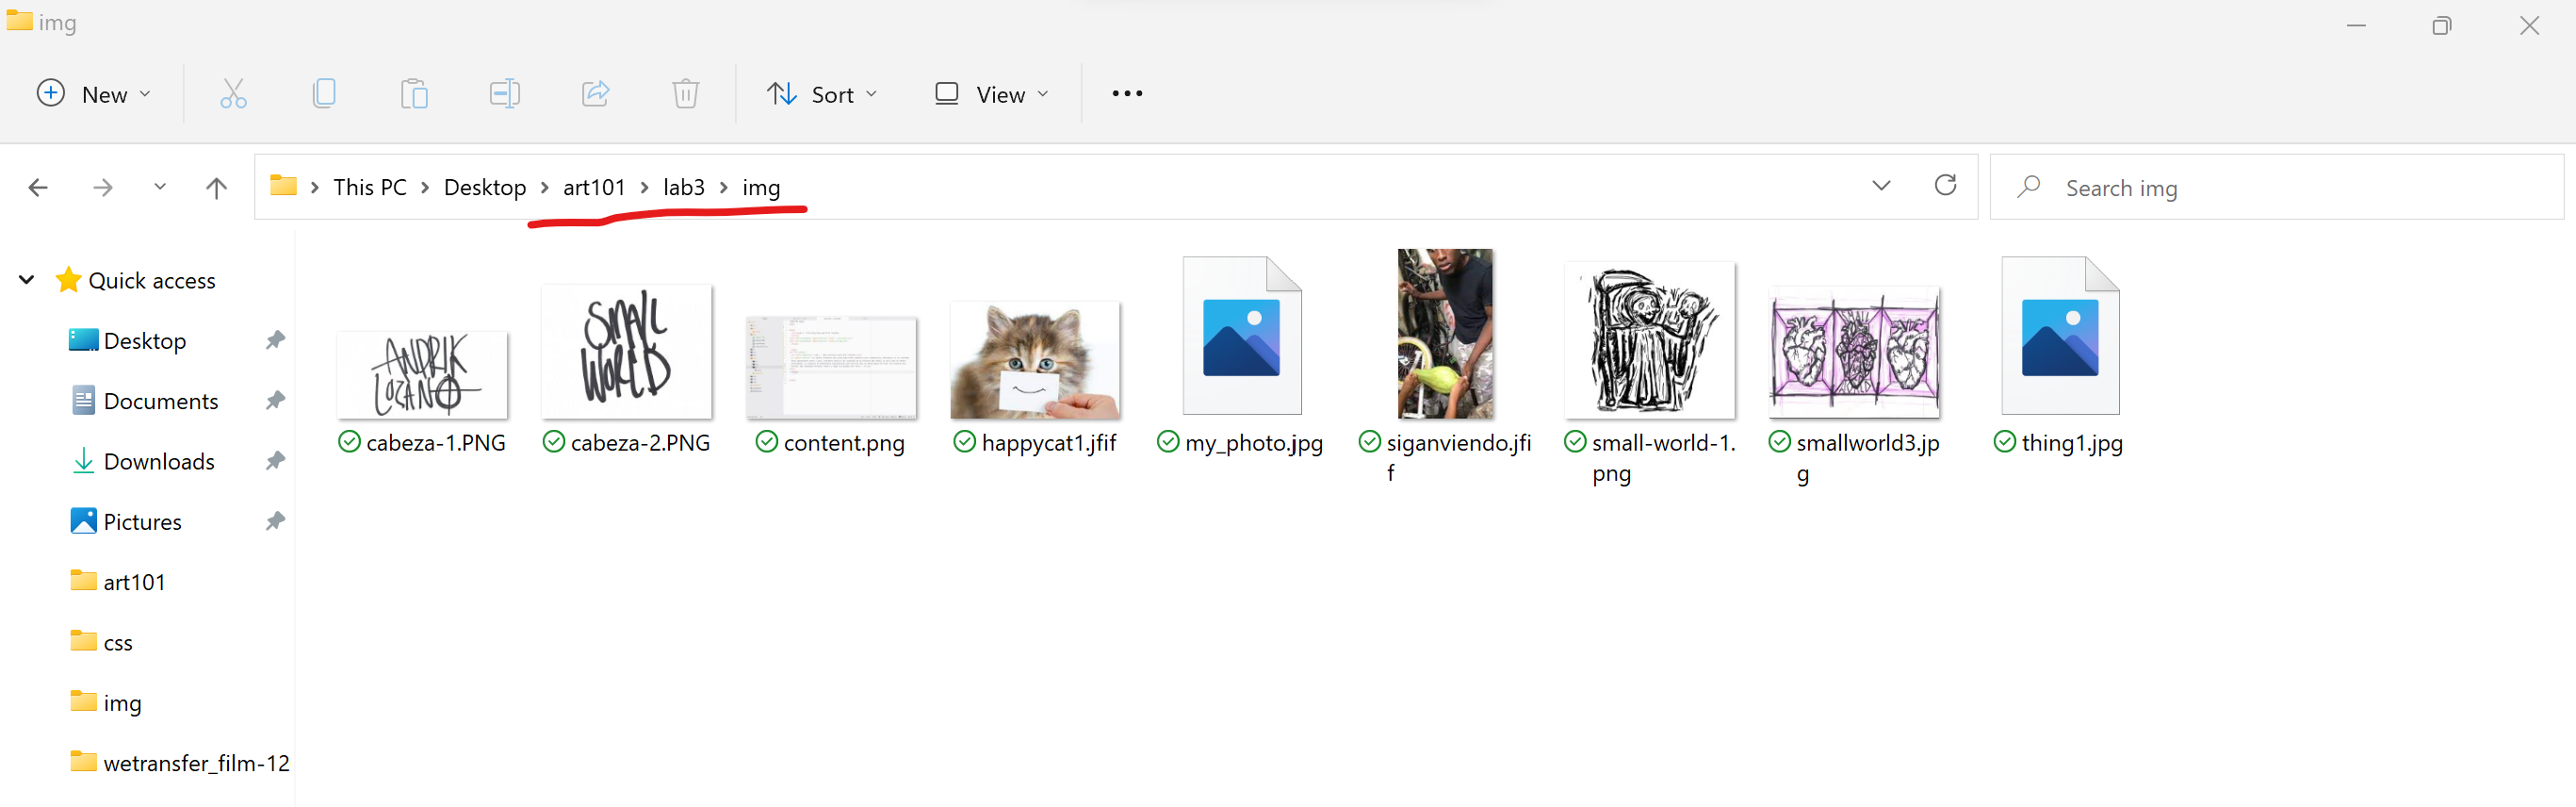 img
New
Sort
View
This PC > Desktop > art101 > lab3 > img
Search img
Quick access
Desktop
Documents
Downloads
Pictures
art101
css
img
wetransfer_film-12
ANDRIK
LOZANO
cabeza-1.PNG
SMALL
WORLD
cabeza-2.PNG
content.png
happycat1.jfif
my_photo.jpg
siganviendo.jfi
f
small-world-1.
png
smallworld3.jp
g
thing1.jpg